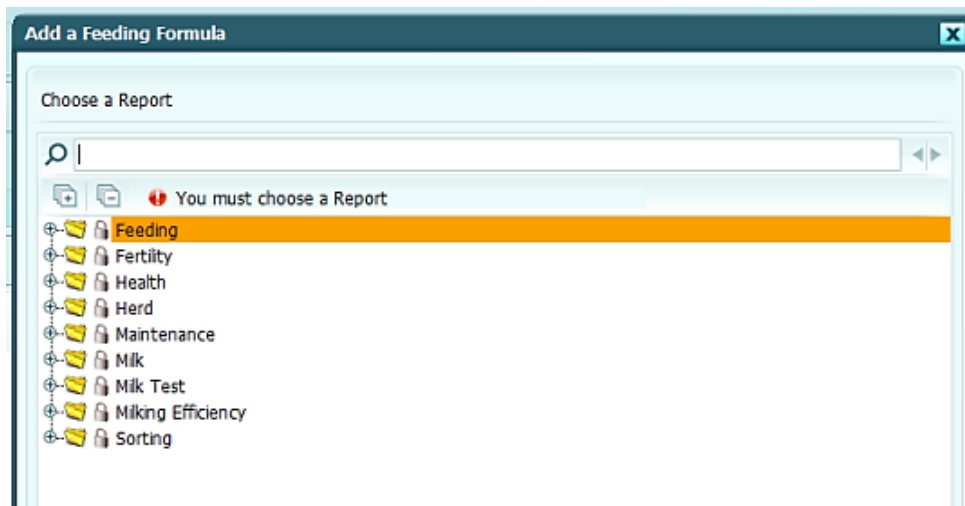 Add a Feeding Formula
Choose a Report
You must choose a Report
Feeding
Fertility
Health
Herd
Maintenance
Milk
Milk Test
Milking Efficiency
Sorting